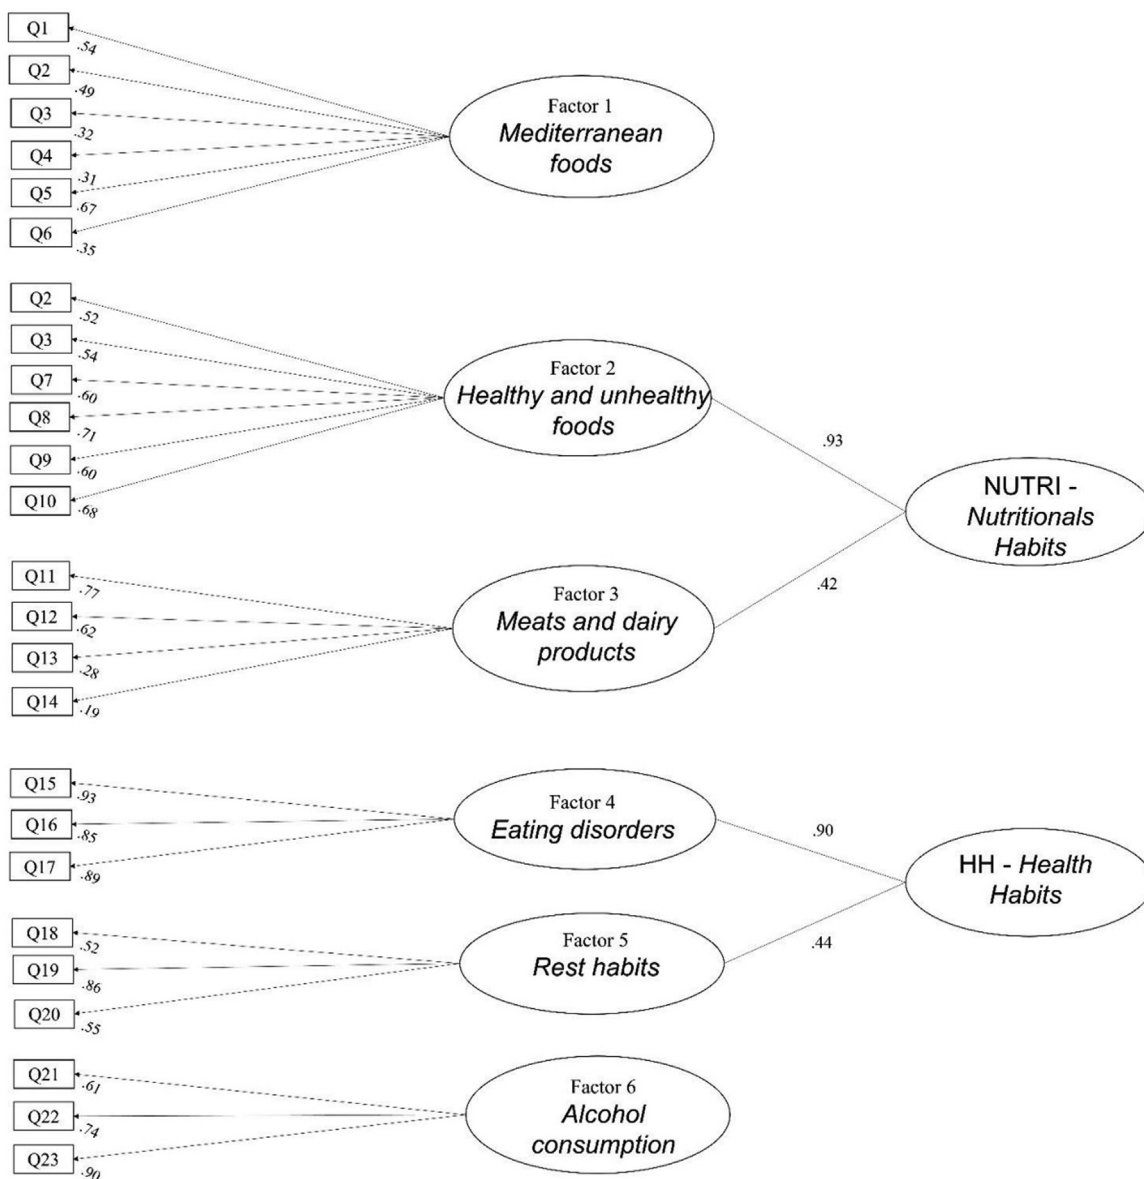 Q1
.54
Q2
.49
Q3
.32
Q4
.31
Q5
.67
Q6
.35
Factor 1
Mediterranean
foods
Q2
.52
Q3
.54
Q7
.60
Q8
.71
Q9
.60
Q10
.68
Factor 2
Healthy and unhealthy
foods
.93
Q11
.77
Q12
.62
Q13
.28
Q14
.19
Factor 3
Meats and dairy
products
.42
NUTRI -
Nutritionals
Habits
Q15
.93
Q16
.85
Q17
.89
Factor 4
Eating disorders
.90
Q18
.52
Q19
.86
Q20
.55
Factor 5
Rest habits
.44
HH - Health
Habits
Q21
.61
Q22
.74
Q23
.90
Factor 6
Alcohol
consumption